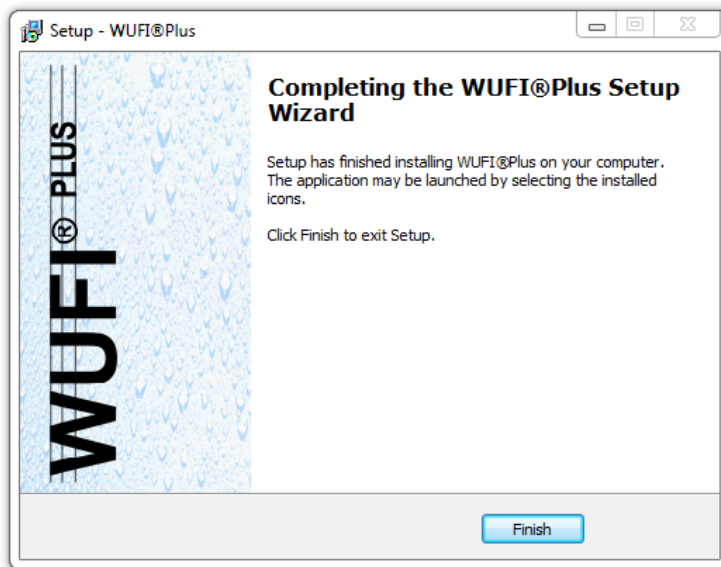 Setup - WUFI®Plus
WUFI® PLUS
Completing the WUFI®Plus Setup
Wizard
Setup has finished installing WUFI®Plus on your computer.
The application may be launched by selecting the installed
icons.
Click Finish to exit Setup.
Finish